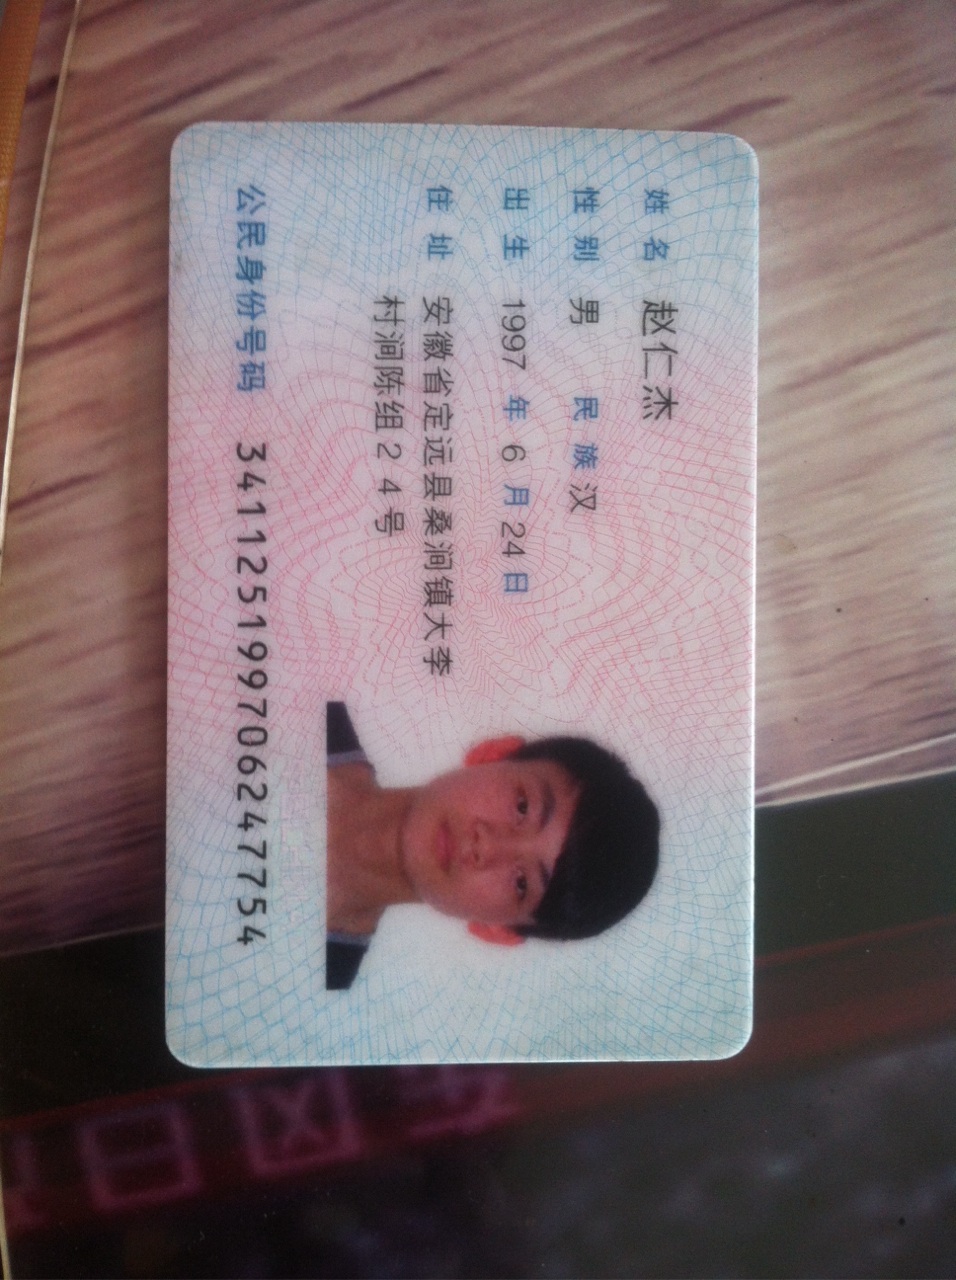 姓名 赵仁杰
性别 男 民族 汉
出生 1997 年 6 月 24 日
住址 安徽省定远县桑涧镇大李
村涧陈组24号
公民身份号码 341125199706247754